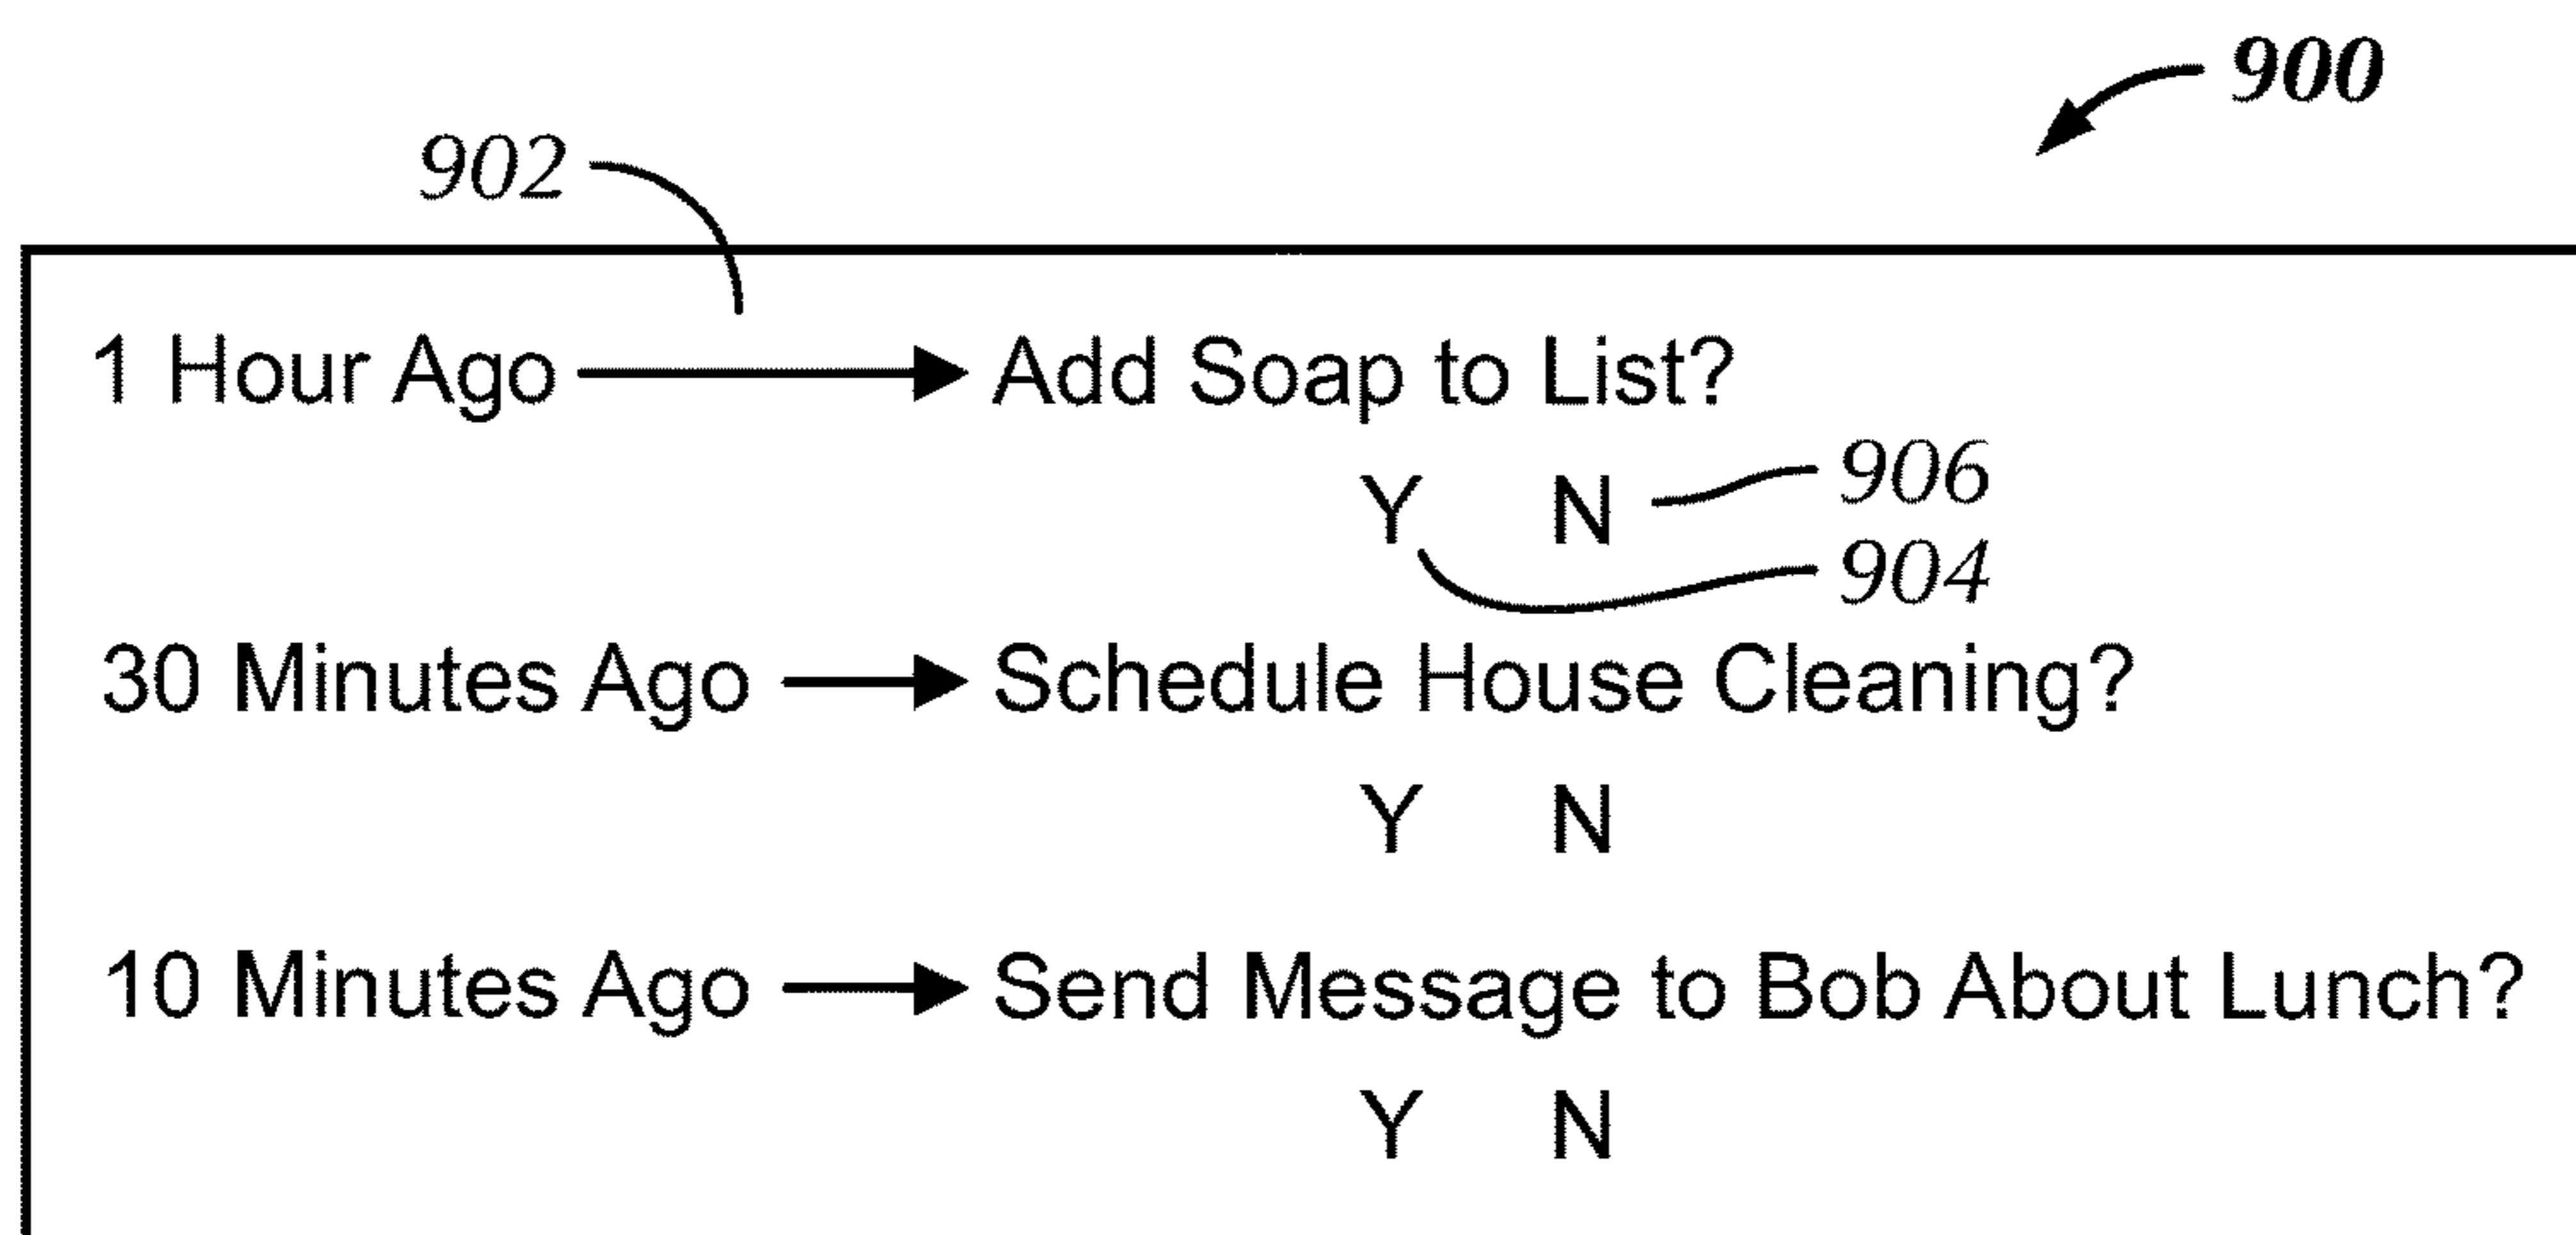 900
902
1 Hour Ago Add Soap to List?
Y N 906
904
30 Minutes Ago Schedule House Cleaning?
Y N
10 Minutes Ago Send Message to Bob About Lunch?
Y N